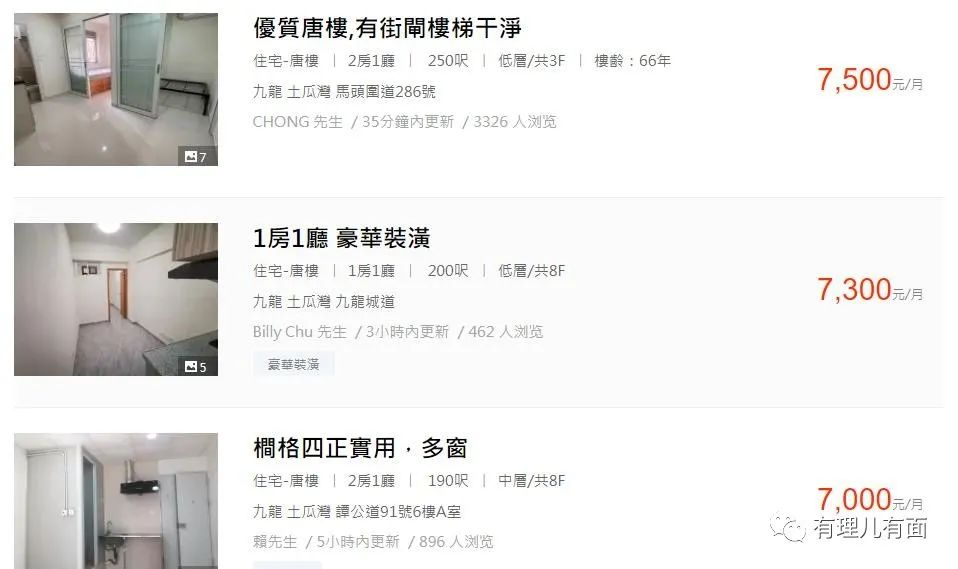 優質唐樓,有街閘樓梯干淨
住宅-唐樓 | 2房1廳 | 250呎 | 低層/共3F | 樓齡：66年
7,500元/月
九龍 土瓜灣 馬頭圍道286號
CHONG 先生 / 35分鐘內更新 / 3326 人浏览
7
1房1廳 豪華裝潢
住宅-唐樓 | 1房1廳 | 200呎 | 低層/共8F
7,300元/月
九龍 土瓜灣 九龍城道
Billy Chu 先生 / 3小時內更新 / 462 人浏览
豪華裝潢
5
橺格四正實用，多窗
住宅-唐樓 | 2房1廳 | 190呎 | 中層/共8F
7,000元/月
九龍 土瓜灣 譚公道91號6樓A室
有理儿有面
賴先生 / 5小時內更新 / 896 人浏览